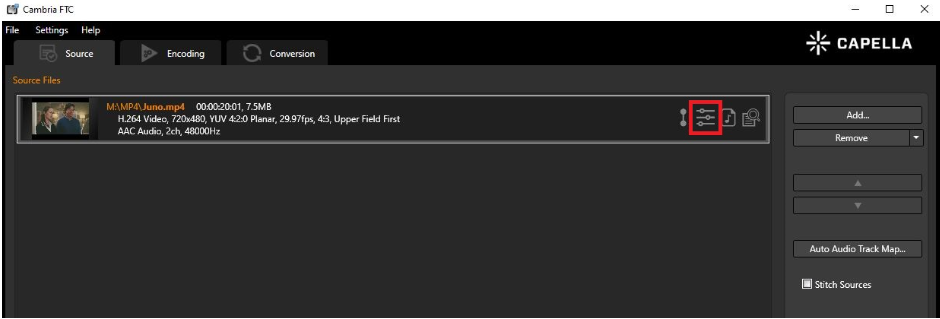 Cambria FTC
File Settings Help
Source Encoding Conversion
CAPELLA
Source Files
M:\MP4\Juno.mp4 00:00:20:01, 7.5MB
H.264 Video, 720x480, YUV 4:2:0 Planar, 29.97fps, 4:3, Upper Field First
AAC Audio, 2ch, 48000Hz
Add...
Remove
Auto Audio Track Map...
Stitch Sources